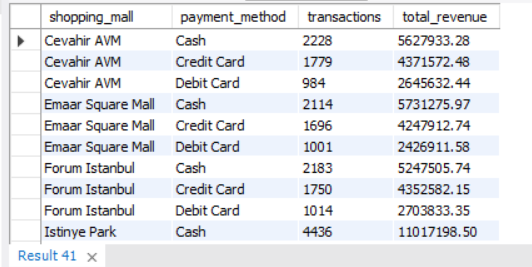 shopping_mall payment_method transactions total_revenue
Cevahir AVM Cash 2228 5627933.28
Cevahir AVM Credit Card 1779 4371572.48
Cevahir AVM Debit Card 984 2645632.44
Emaar Square Mall Cash 2114 5731275.97
Emaar Square Mall Credit Card 1696 4247912.74
Emaar Square Mall Debit Card 1001 2426911.58
Forum Istanbul Cash 2183 5247505.74
Forum Istanbul Credit Card 1750 4352582.15
Forum Istanbul Debit Card 1014 2703833.35
Istinye Park Cash 4436 11017198.50
Result 41